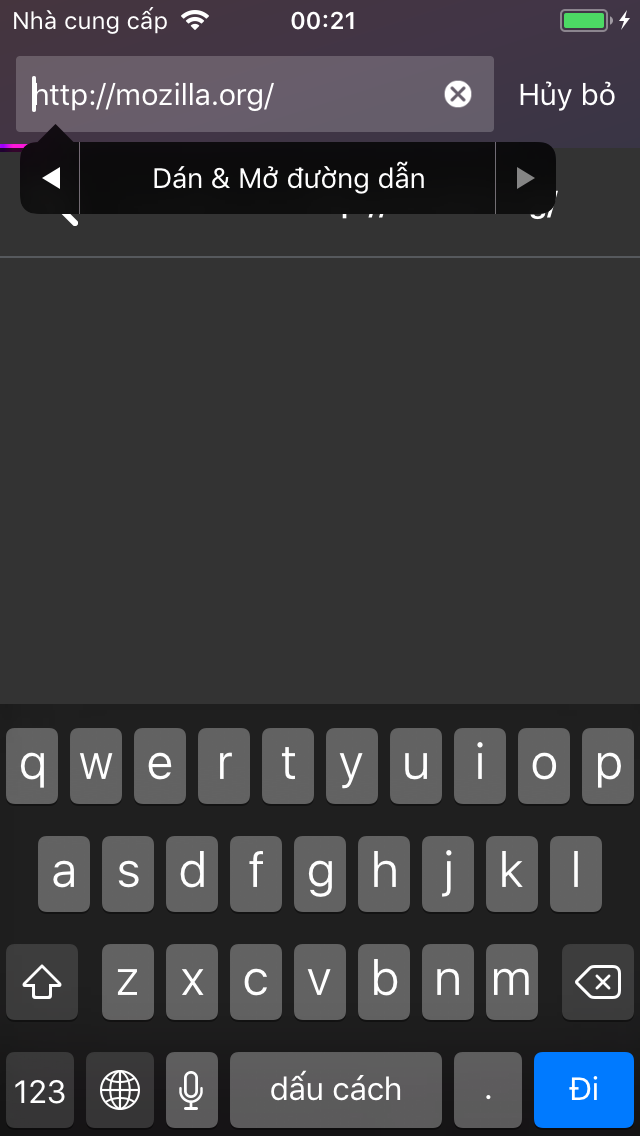 Nhà cung cấp 00:21
http://mozilla.org/ Hủy bỏ
Dán & Mở đường dẫn
q w e r t y u i o p
a s d f g h j k l
z x c v b n m
123 dấu cách . Đi